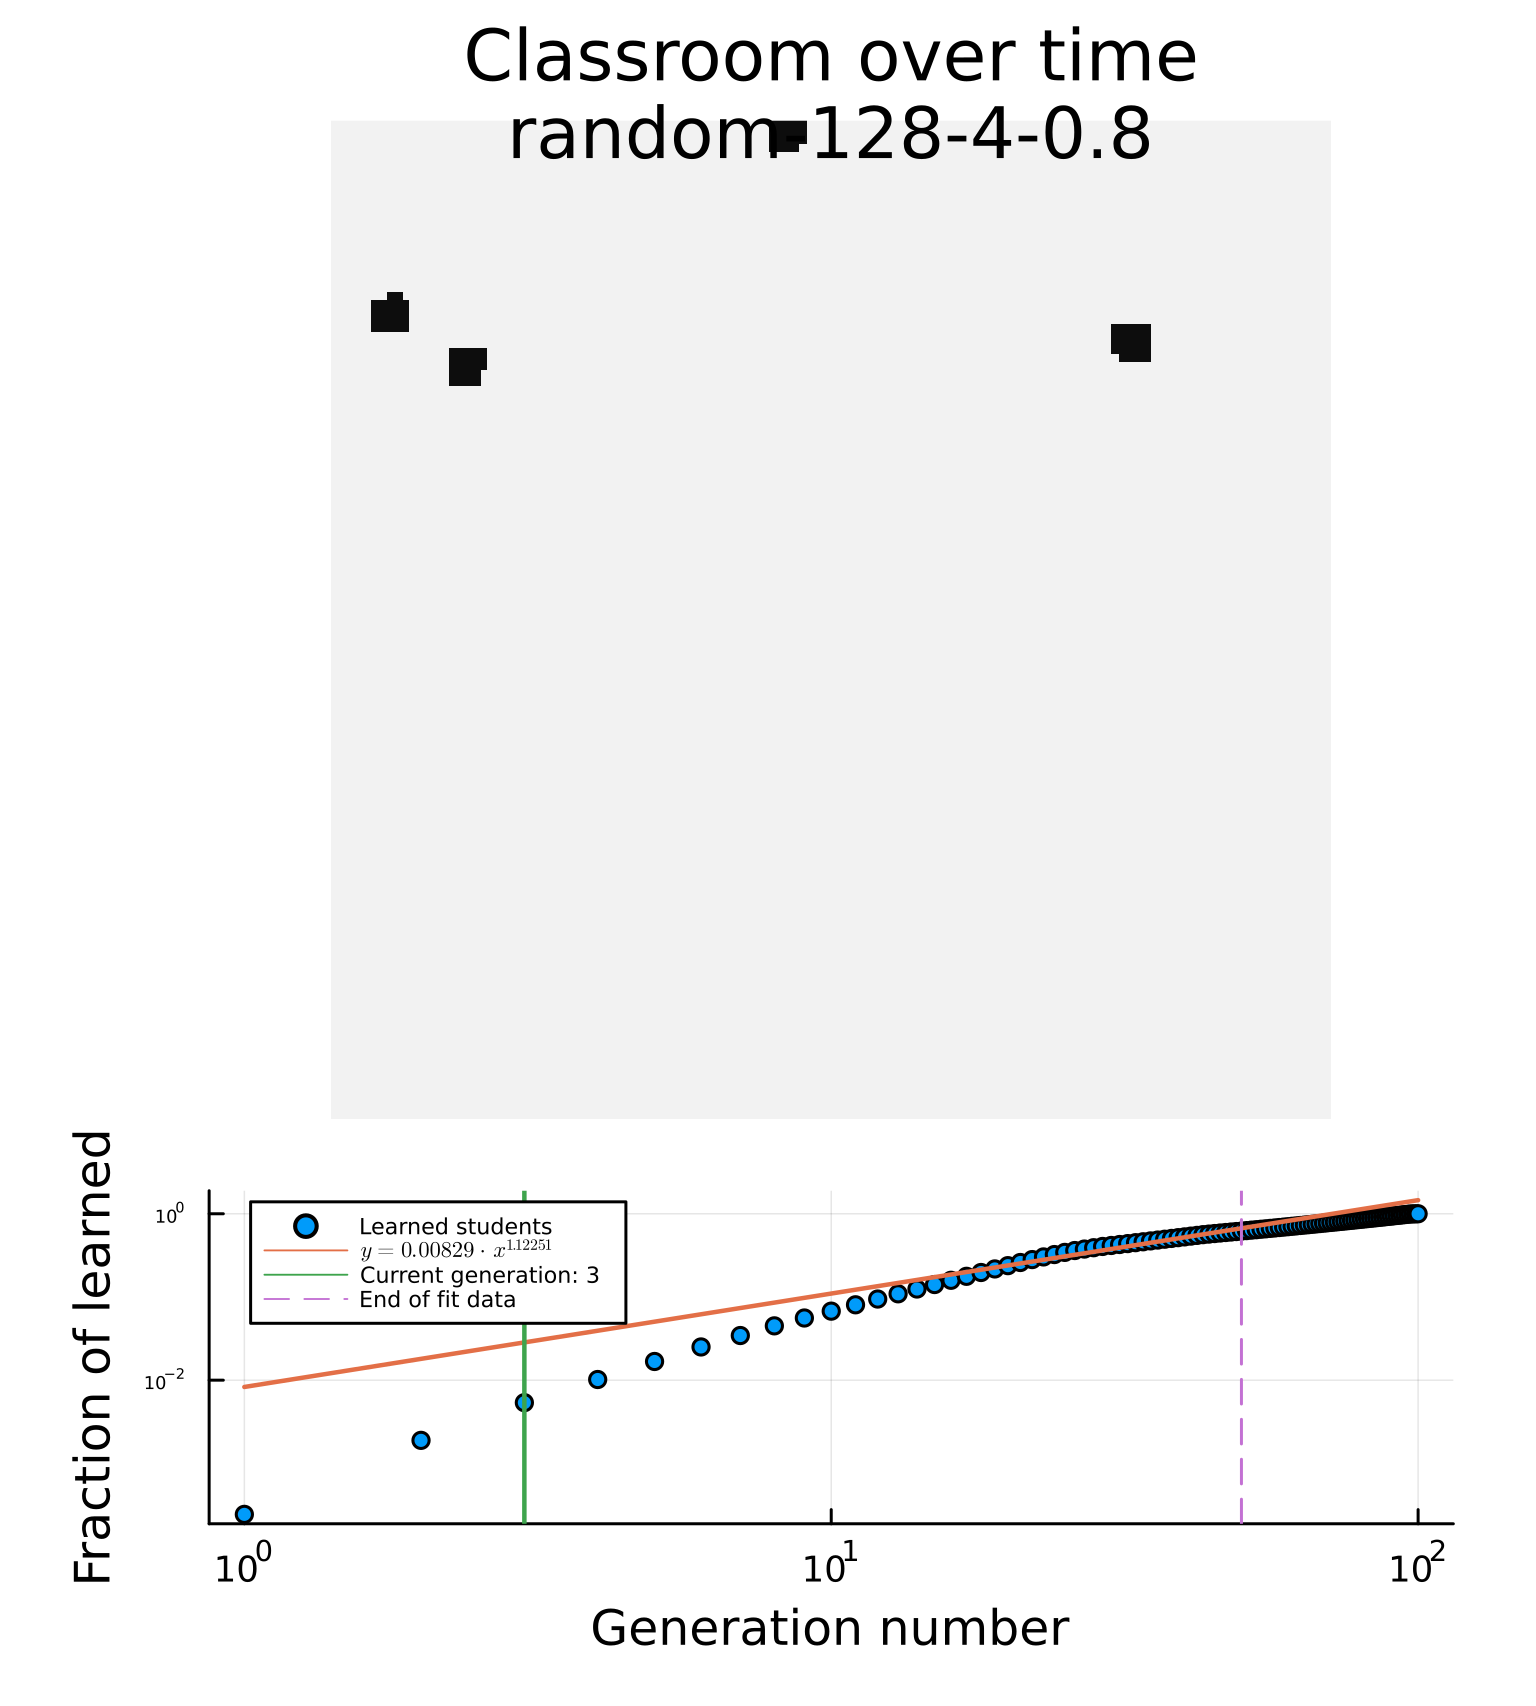 Classroom over time
random-128-4-0.8
Fraction of learned
10^0
10^-2
Learned students
y = 0.00829 · x^1.12251
Current generation: 3
End of fit data
10^0
10^1
10^2
Generation number